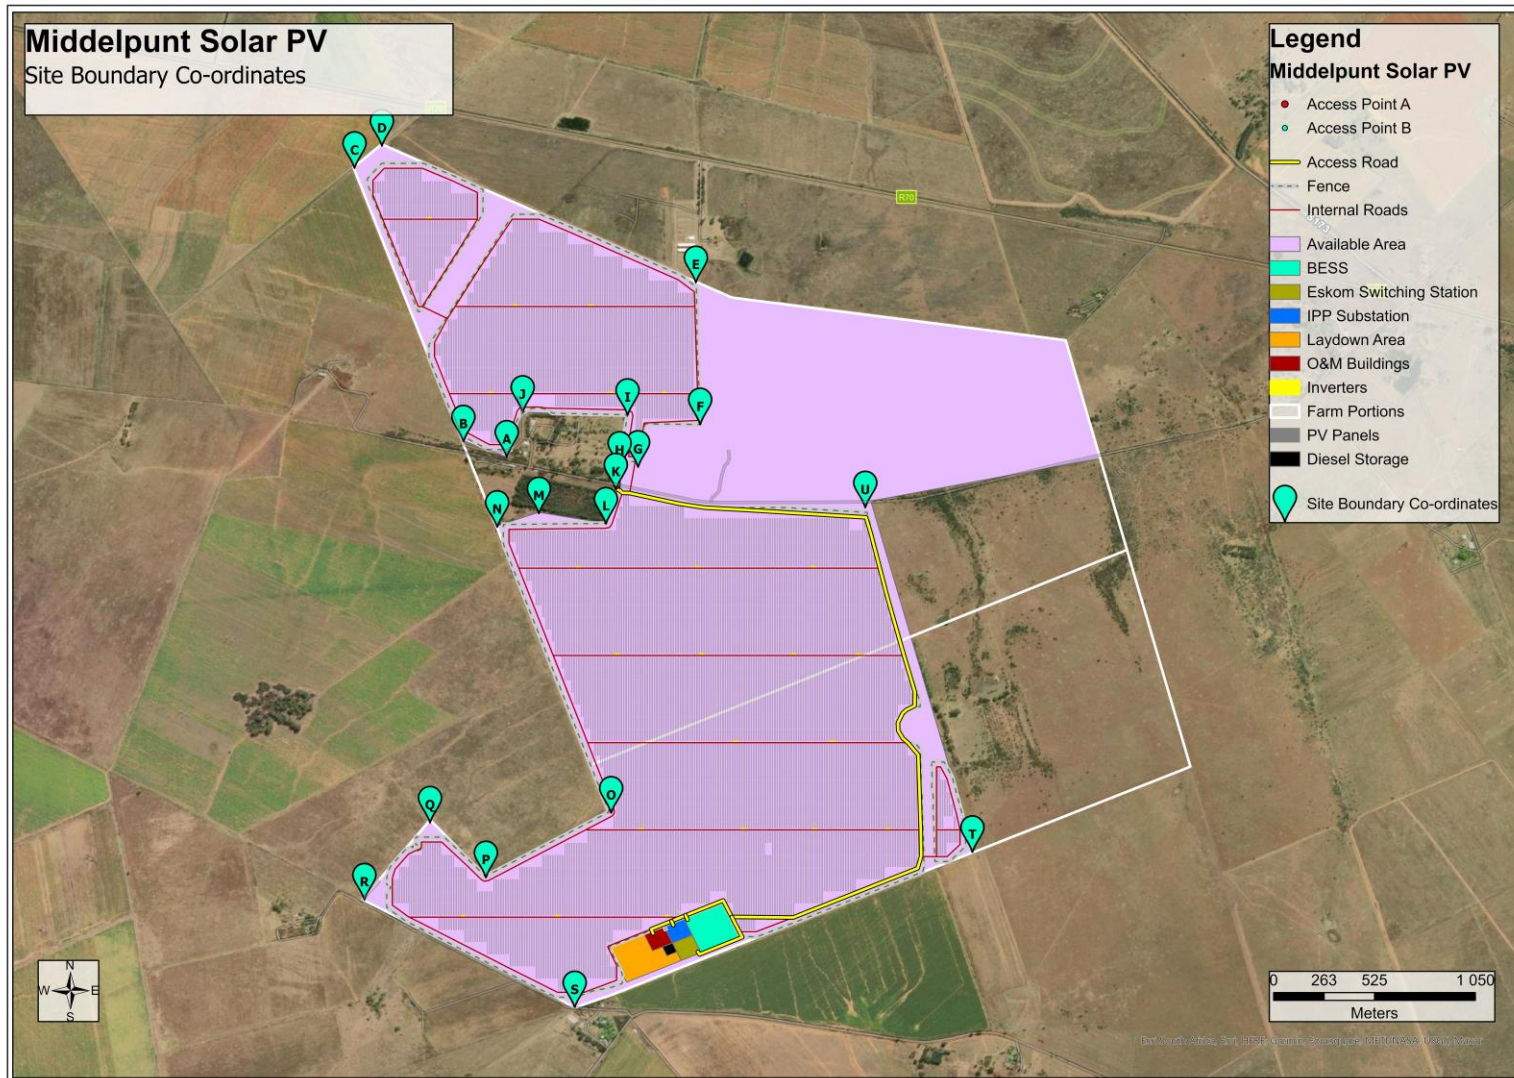 Middelpunt Solar PV
Site Boundary Co-ordinates
Legend
Middelpunt Solar PV
Access Point A
Access Point B
Access Road
Fence
Internal Roads
Available Area
BESS
Eskom Switching Station
IPP Substation
Laydown Area
O&M Buildings
Inverters
Farm Portions
PV Panels
Diesel Storage
Site Boundary Co-ordinates
D
C
R70
E
J
I
F
B
A
H
G
K
M
N
L
U
O
Q
P
T
R
S
N
W
E
S
0 263 525 1 050
Meters